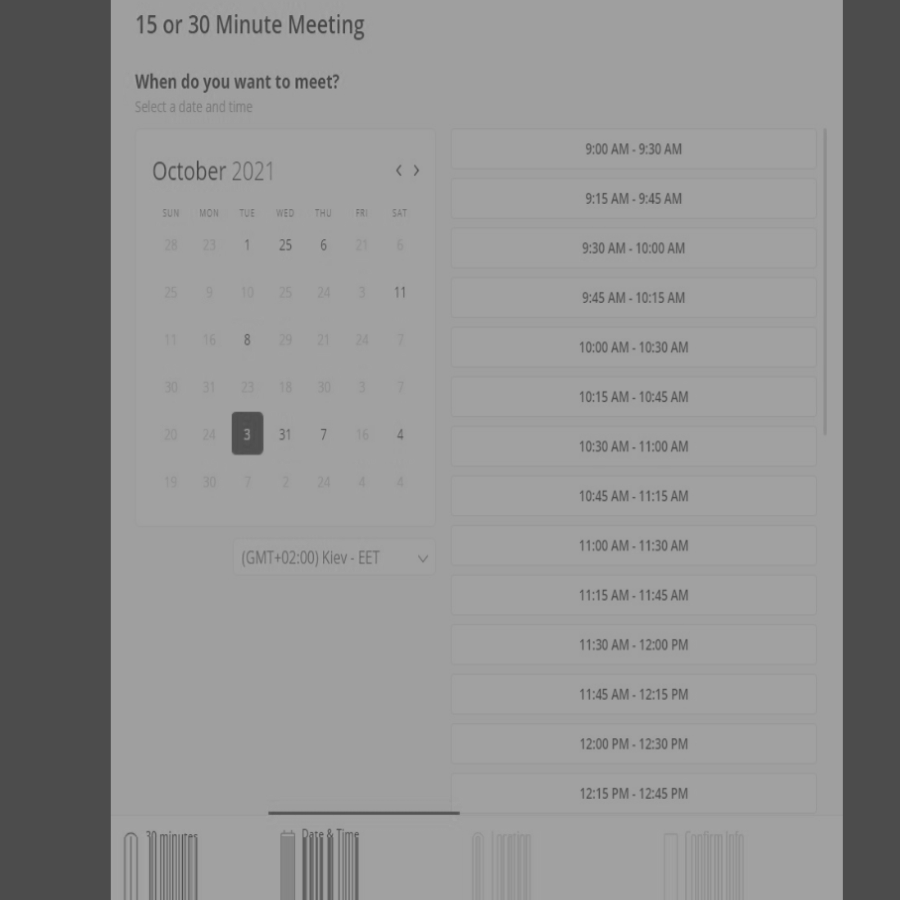 15 or 30 Minute Meeting
When do you want to meet?
Select a date and time
October 2021
SUN MON TUE WED THU FRI SAT
28 23 1 25 6 21 6
25 9 10 25 24 3 11
11 16 8 29 21 24 7
30 31 23 18 30 3 7
20 24 3 31 7 16 4
19 30 7 2 24 4 4
(GMT+02:00) Kiev - EET
9:00 AM - 9:30 AM
9:15 AM - 9:45 AM
9:30 AM - 10:00 AM
9:45 AM - 10:15 AM
10:00 AM - 10:30 AM
10:15 AM - 10:45 AM
10:30 AM - 11:00 AM
10:45 AM - 11:15 AM
11:00 AM - 11:30 AM
11:15 AM - 11:45 AM
11:30 AM - 12:00 PM
11:45 AM - 12:15 PM
12:00 PM - 12:30 PM
12:15 PM - 12:45 PM
30 minutes
Date & Time
Location
Confirm Info